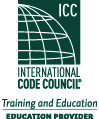 ICC
INTERNATIONAL
CODE COUNCIL®
Training and Education
EDUCATION PROVIDER